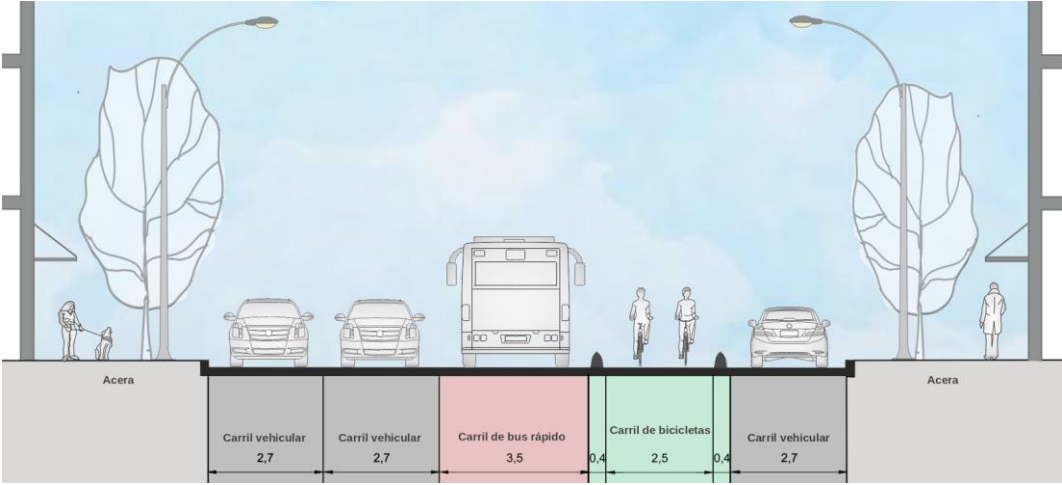 Acera
Acera
Carril vehicular
Carril vehicular
Carril de bus rápido
Carril de bicicletas
Carril vehicular
2,7
2,7
3,5
0,4
2,5
0,4
2,7